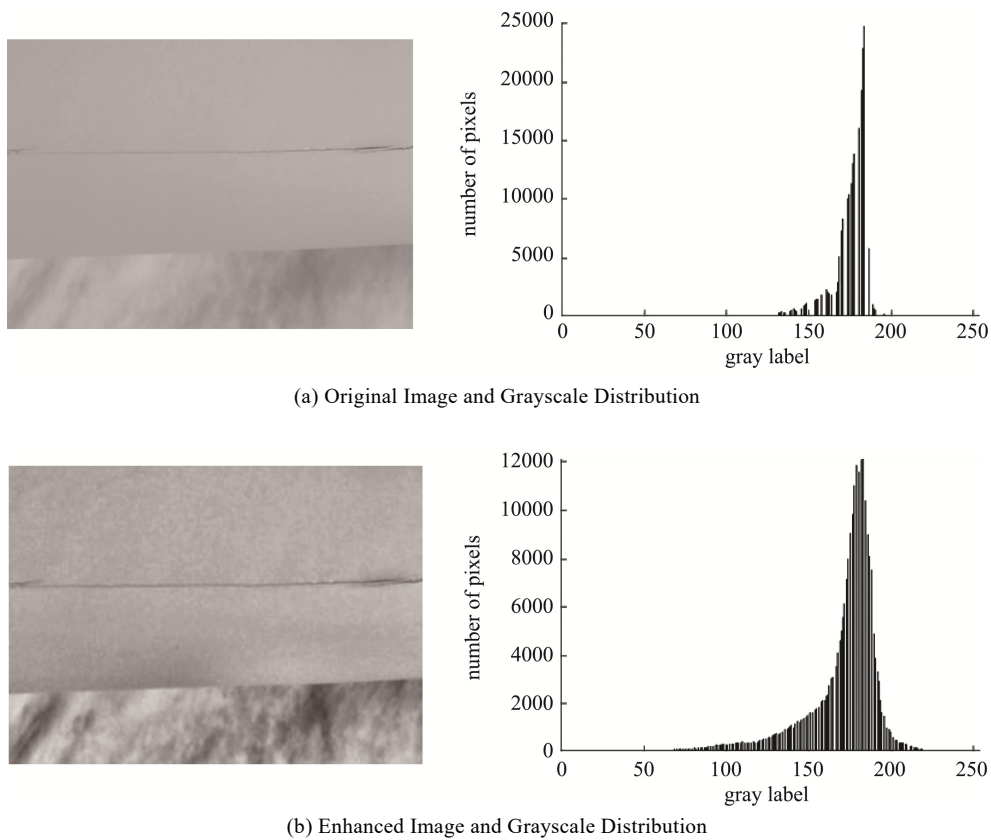 25000
20000
15000
10000
5000
0
number of pixels
0 50 100 150 200 250
gray label
(a) Original Image and Grayscale Distribution
12000
10000
8000
6000
4000
2000
0
number of pixels
0 50 100 150 200 250
gray label
(b) Enhanced Image and Grayscale Distribution